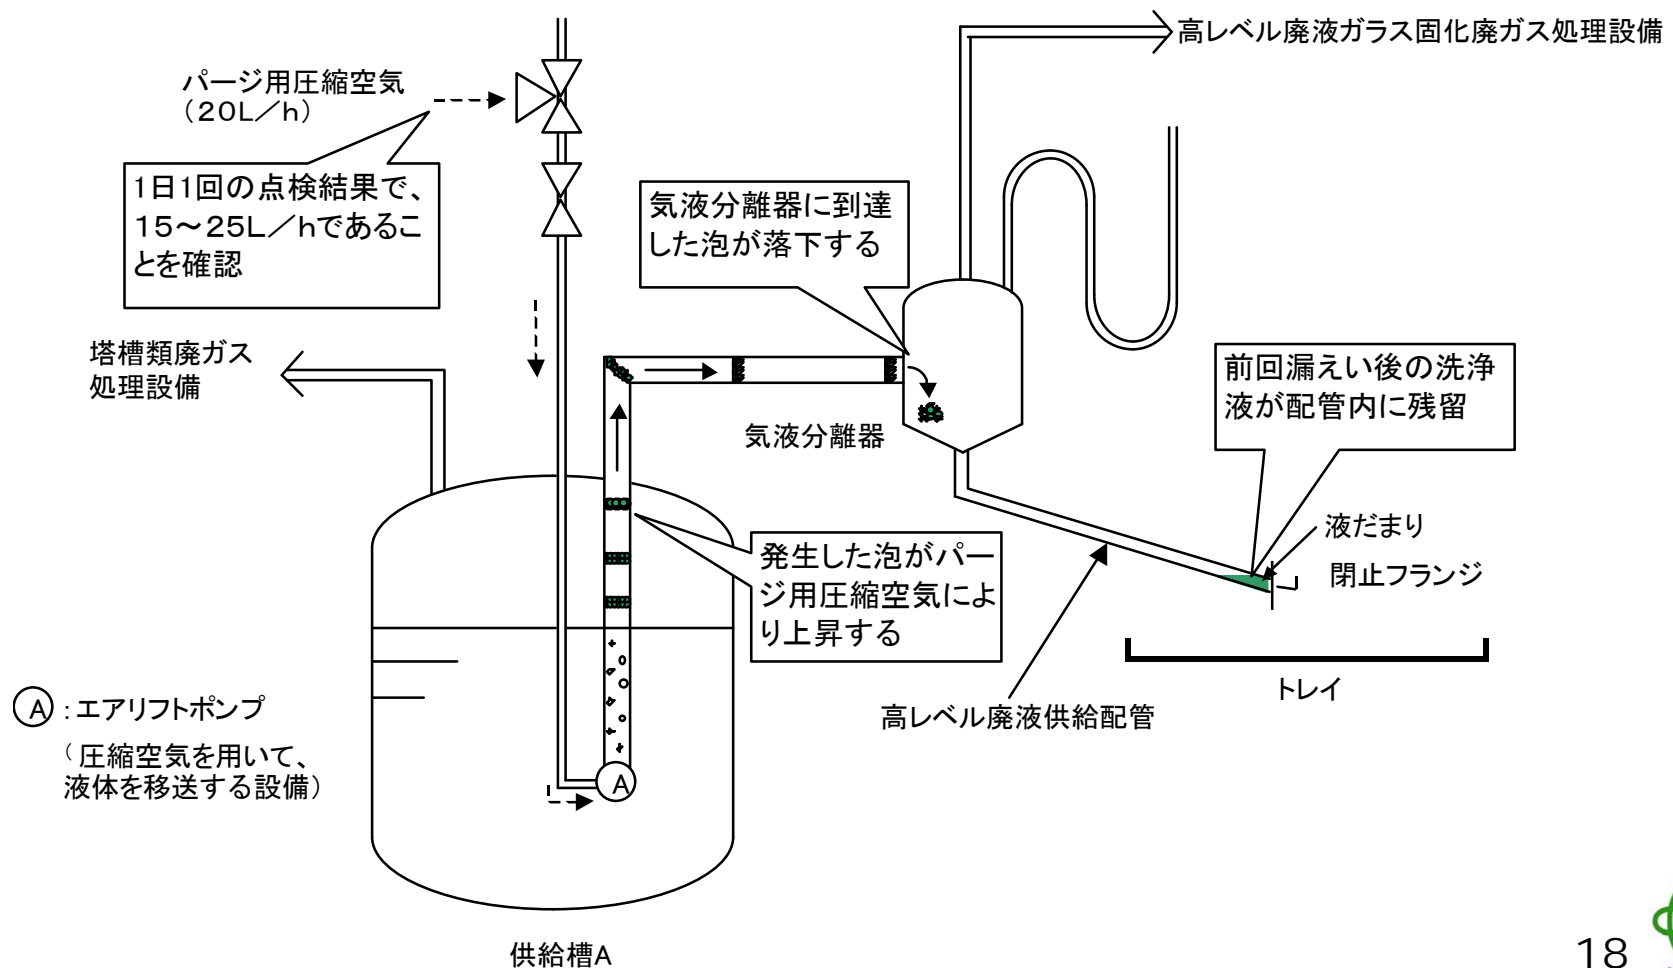 高レベル廃液ガラス固化廃ガス処理設備
パージ用圧縮空気
（20L／h）
1日1回の点検結果で、
15～25L／hであるこ
とを確認
気液分離器に到達
した泡が落下する
塔槽類廃ガス
処理設備
前回漏えい後の洗浄
液が配管内に残留
気液分離器
液だまり
閉止フランジ
発生した泡がパー
ジ用圧縮空気によ
り上昇する
トレイ
高レベル廃液供給配管
A
：エアリフトポンプ
（圧縮空気を用いて、
液体を移送する設備）
A
供給槽A
18